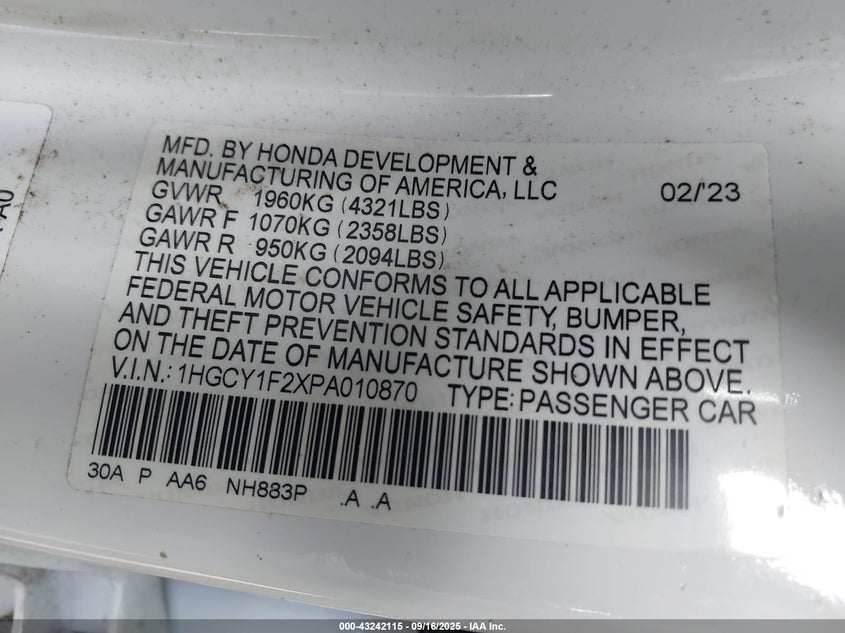 MFD. BY HONDA DEVELOPMENT &
MANUFACTURING OF AMERICA, LLC 02/'23
GVWR 1960KG (4321LBS)
GAWR F 1070KG (2358LBS)
GAWR R 950KG (2094LBS)
THIS VEHICLE CONFORMS TO ALL APPLICABLE
FEDERAL MOTOR VEHICLE SAFETY, BUMPER,
AND THEFT PREVENTION STANDARDS IN EFFECT
ON THE DATE OF MANUFACTURE SHOWN ABOVE.
V.I.N.: 1HGCY1F2XPA010870 TYPE: PASSENGER CAR
30A P AA6 NH883P .A .A
000-43242115 - 09/16/2025 - IAA Inc.